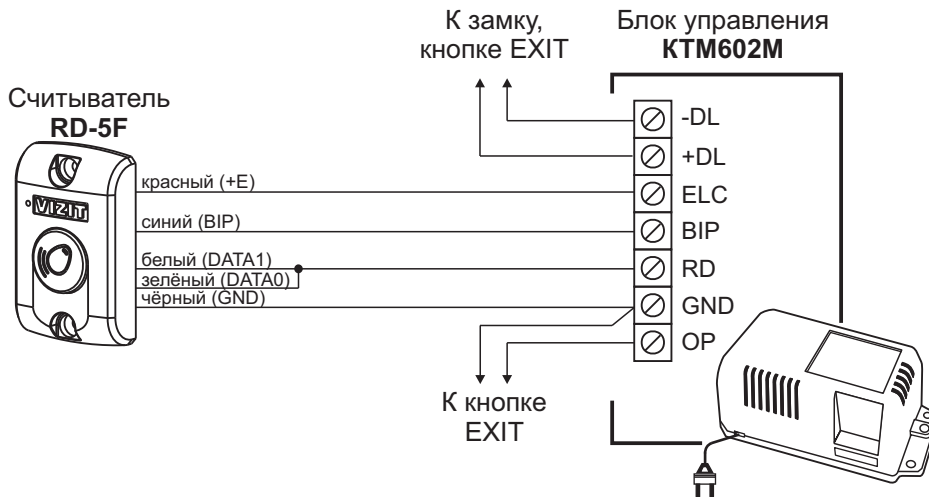 К замку,
кнопке EXIT
Блок управления
КТМ602М
Считыватель
RD-5F
VIZIT
красный (+E)
синий (BIP)
белый (DATA1)
зелёный (DATA0)
чёрный (GND)
-DL
+DL
ELC
BIP
RD
GND
OP
К кнопке
EXIT